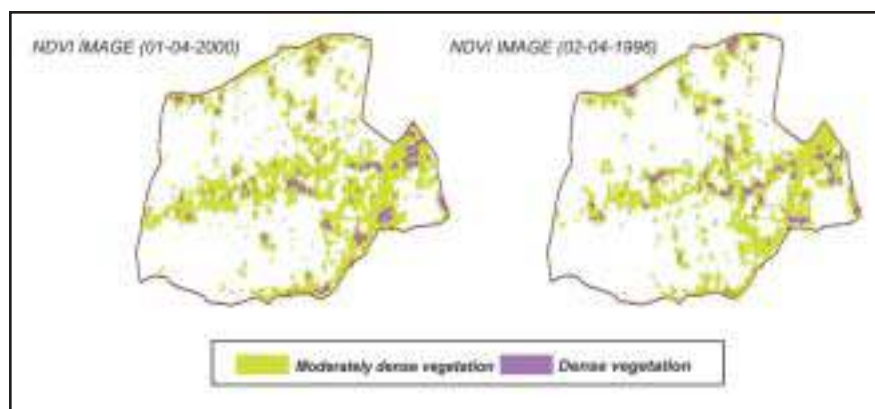 NDVI IMAGE (01-04-2000)
NDVI IMAGE (02-04-1996)
Moderately dense vegetation
Dense vegetation